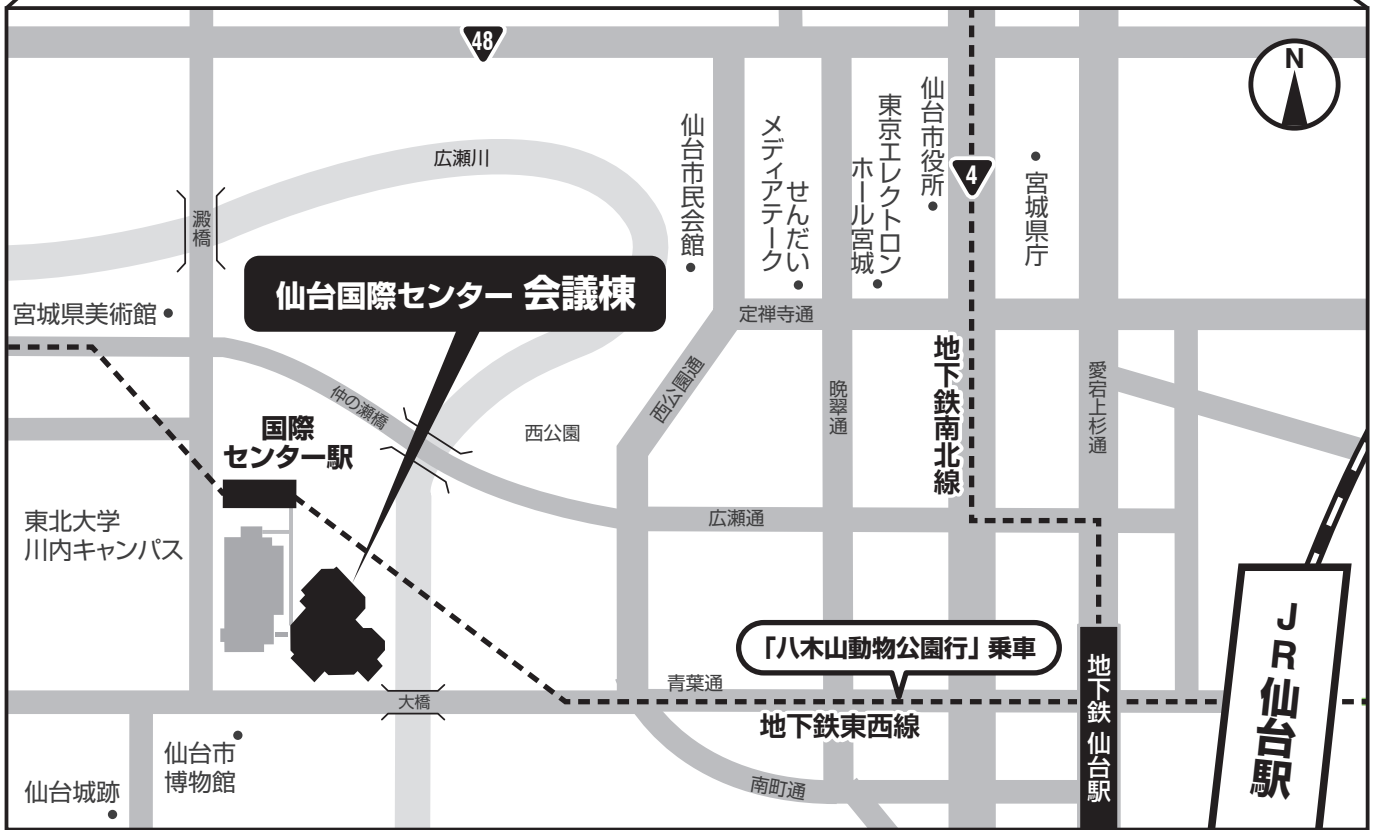 48
N
仙台市役所
東京エレクトロン
ホール宮城
せんだい
メディアテーク
仙台市民会館
4
宮城県庁
広瀬川
澱橋
仙台国際センター 会議棟
宮城県美術館
定禅寺通
地下鉄南北線
愛宕上杉通
晩翠通
西公園通
仲の瀬橋
西公園
国際
センター駅
広瀬通
東北大学
川内キャンパス
「八木山動物公園行」乗車
青葉通
地下鉄東西線
大橋
地下鉄 仙台駅
JR仙台駅
仙台市
博物館
仙台城跡
南町通